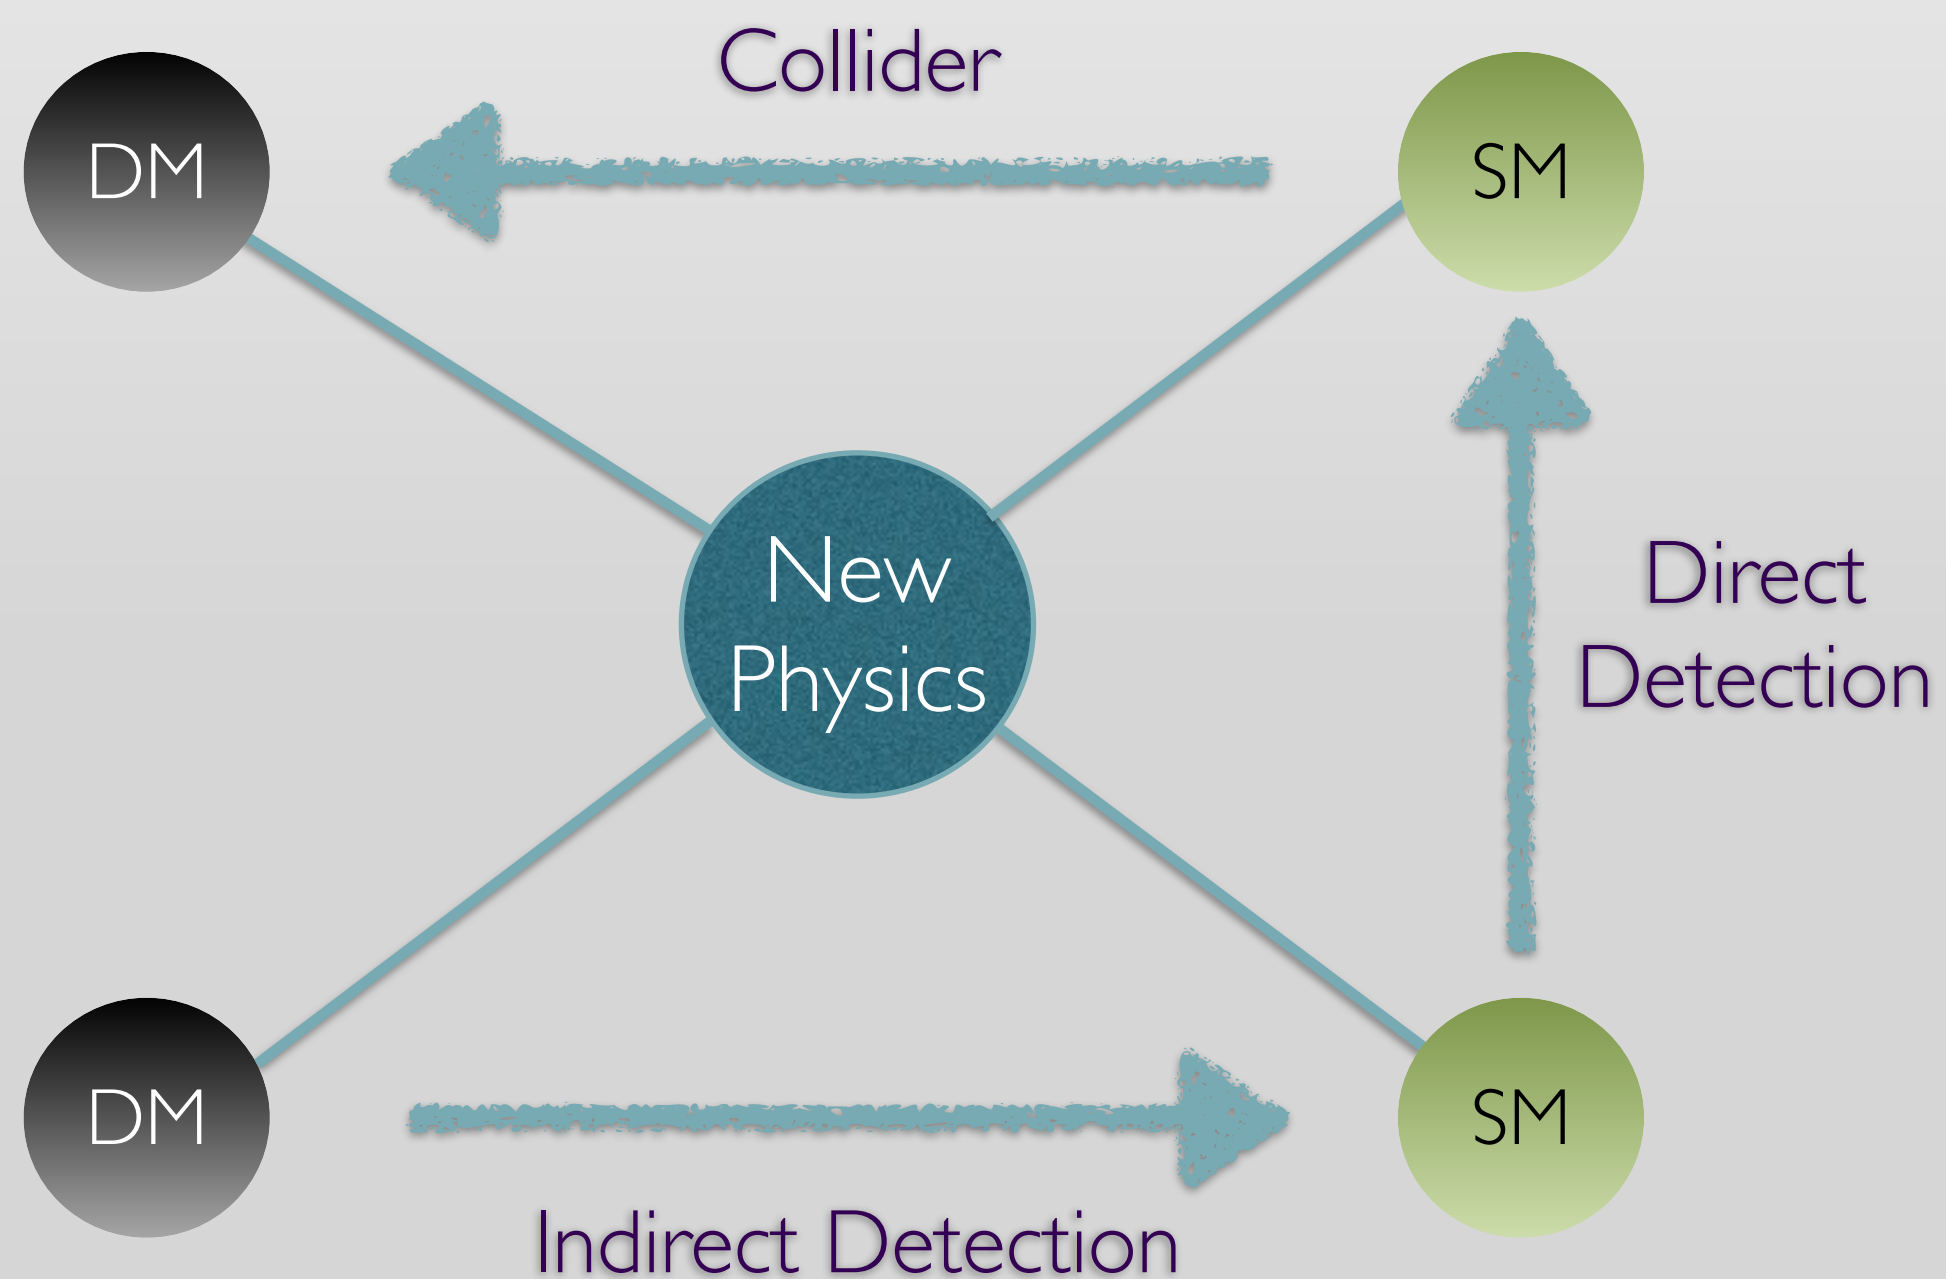 Collider
DM
SM
New
Physics
Direct
Detection
DM
SM
Indirect Detection